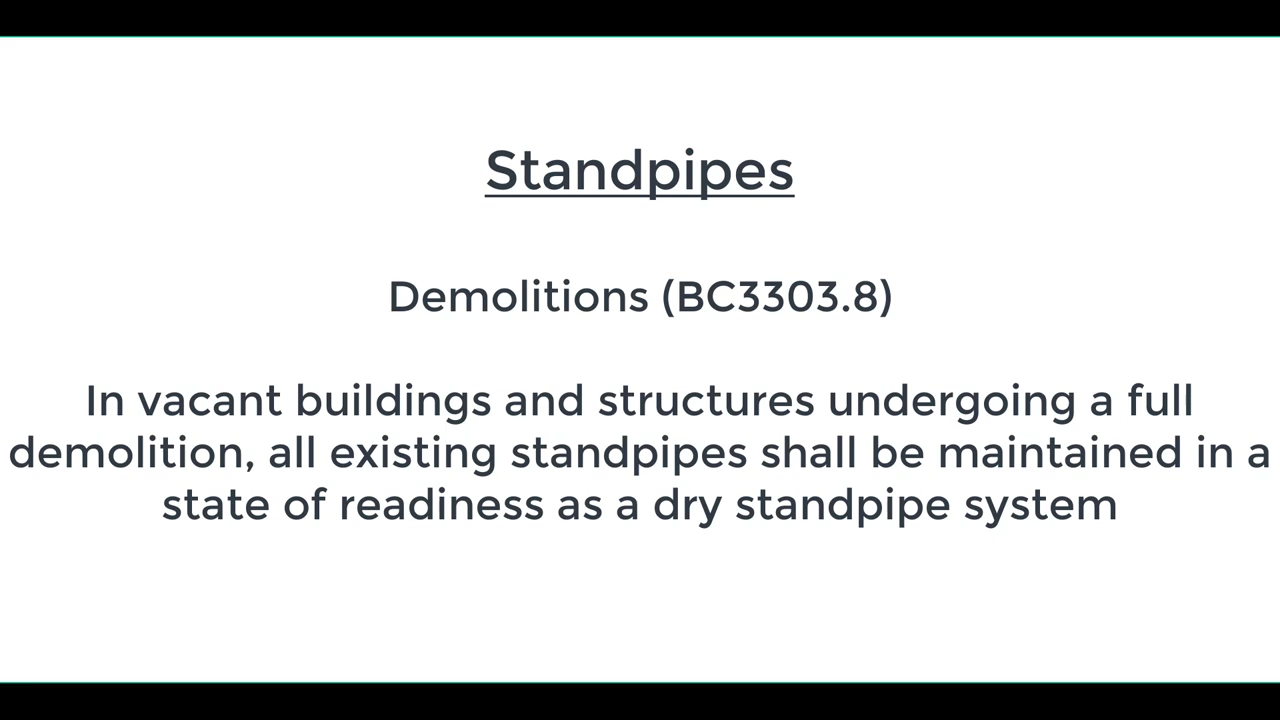 Standpipes
Demolitions (BC3303.8)
In vacant buildings and structures undergoing a full
demolition, all existing standpipes shall be maintained in a
state of readiness as a dry standpipe system